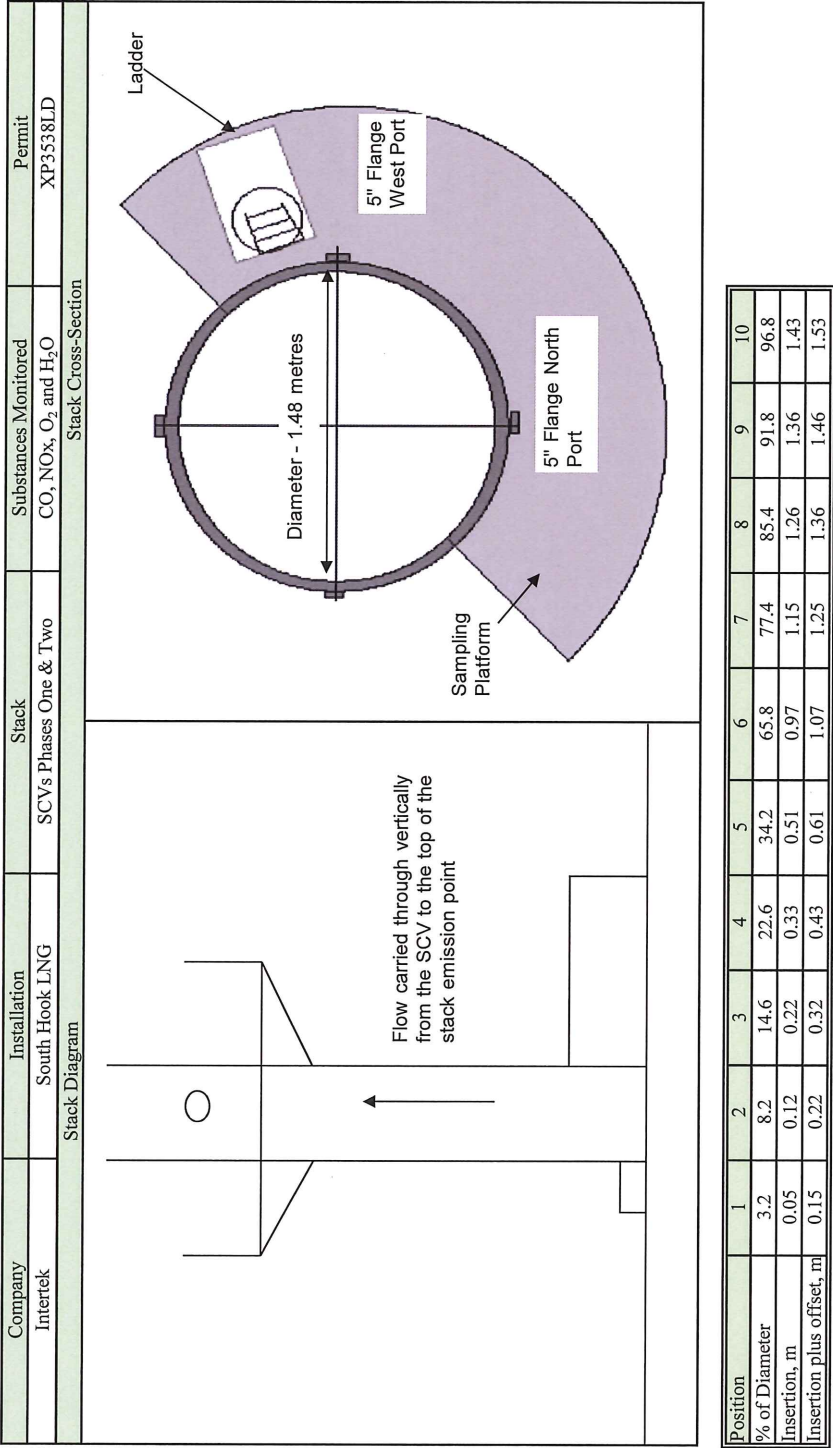 Company Installation Stack Substances Monitored Permit
Intertek South Hook LNG SCVs Phases One & Two CO, NOx, O₂ and H₂O XP3538LD
Stack Diagram Stack Cross-Section
Flow carried through vertically
from the SCV to the top of the
stack emission point
Ladder
5" Flange
West Port
Diameter - 1.48 metres
5" Flange North
Port
Sampling
Platform
Position 1 2 3 4 5 6 7 8 9 10
% of Diameter 3.2 8.2 14.6 22.6 34.2 65.8 77.4 85.4 91.8 96.8
Insertion, m 0.05 0.12 0.22 0.33 0.51 0.97 1.15 1.26 1.36 1.43
Insertion plus offset, m 0.15 0.22 0.32 0.43 0.61 1.07 1.25 1.36 1.46 1.53